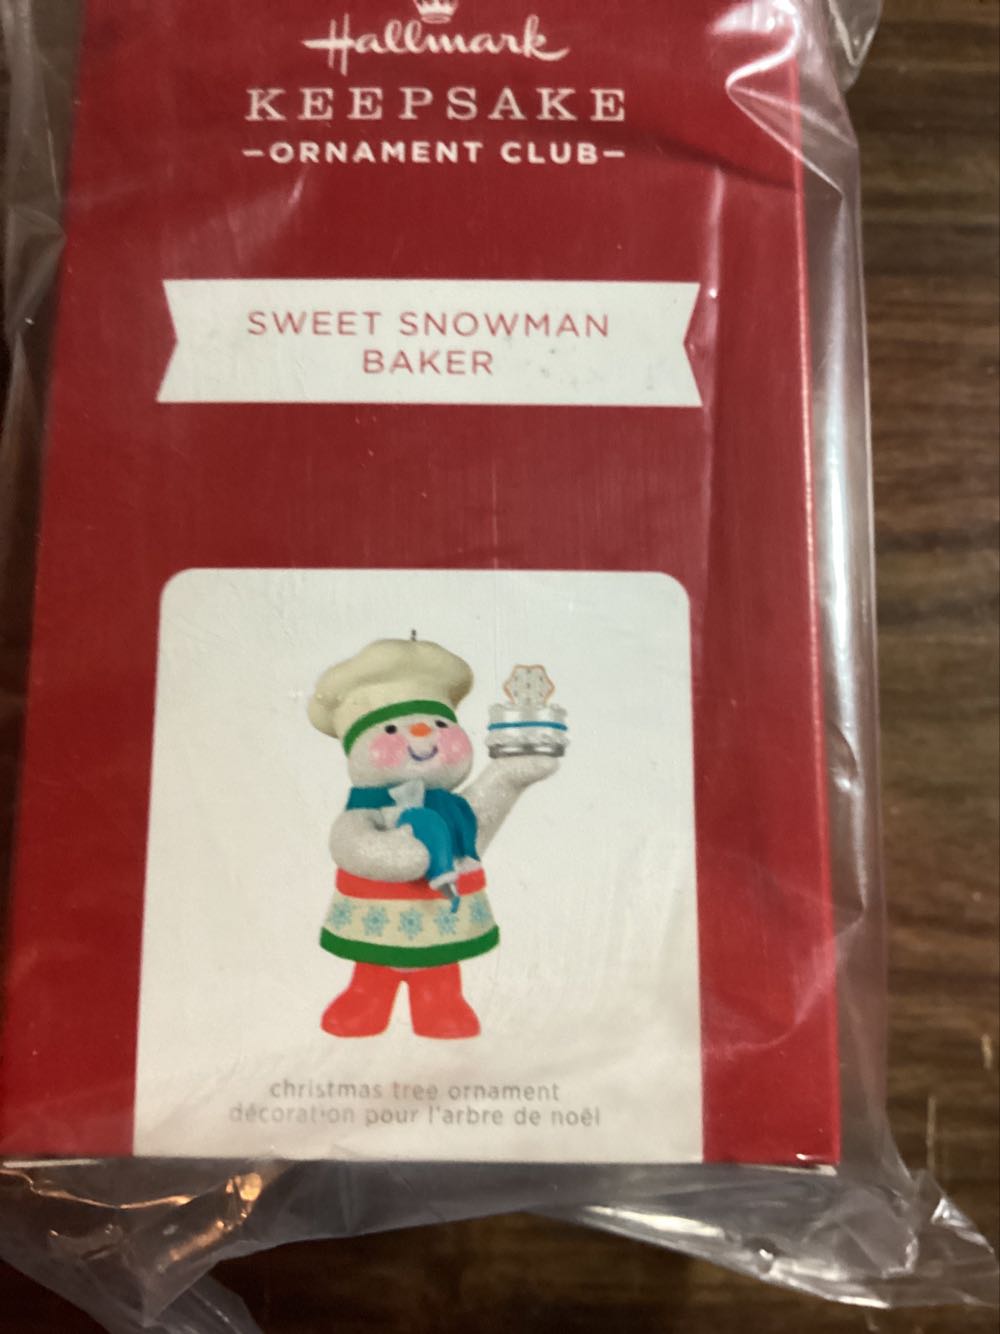 Hallmark
KEEPSAKE
–ORNAMENT CLUB–
SWEET SNOWMAN
BAKER
christmas tree ornament
décoration pour l'arbre de noël